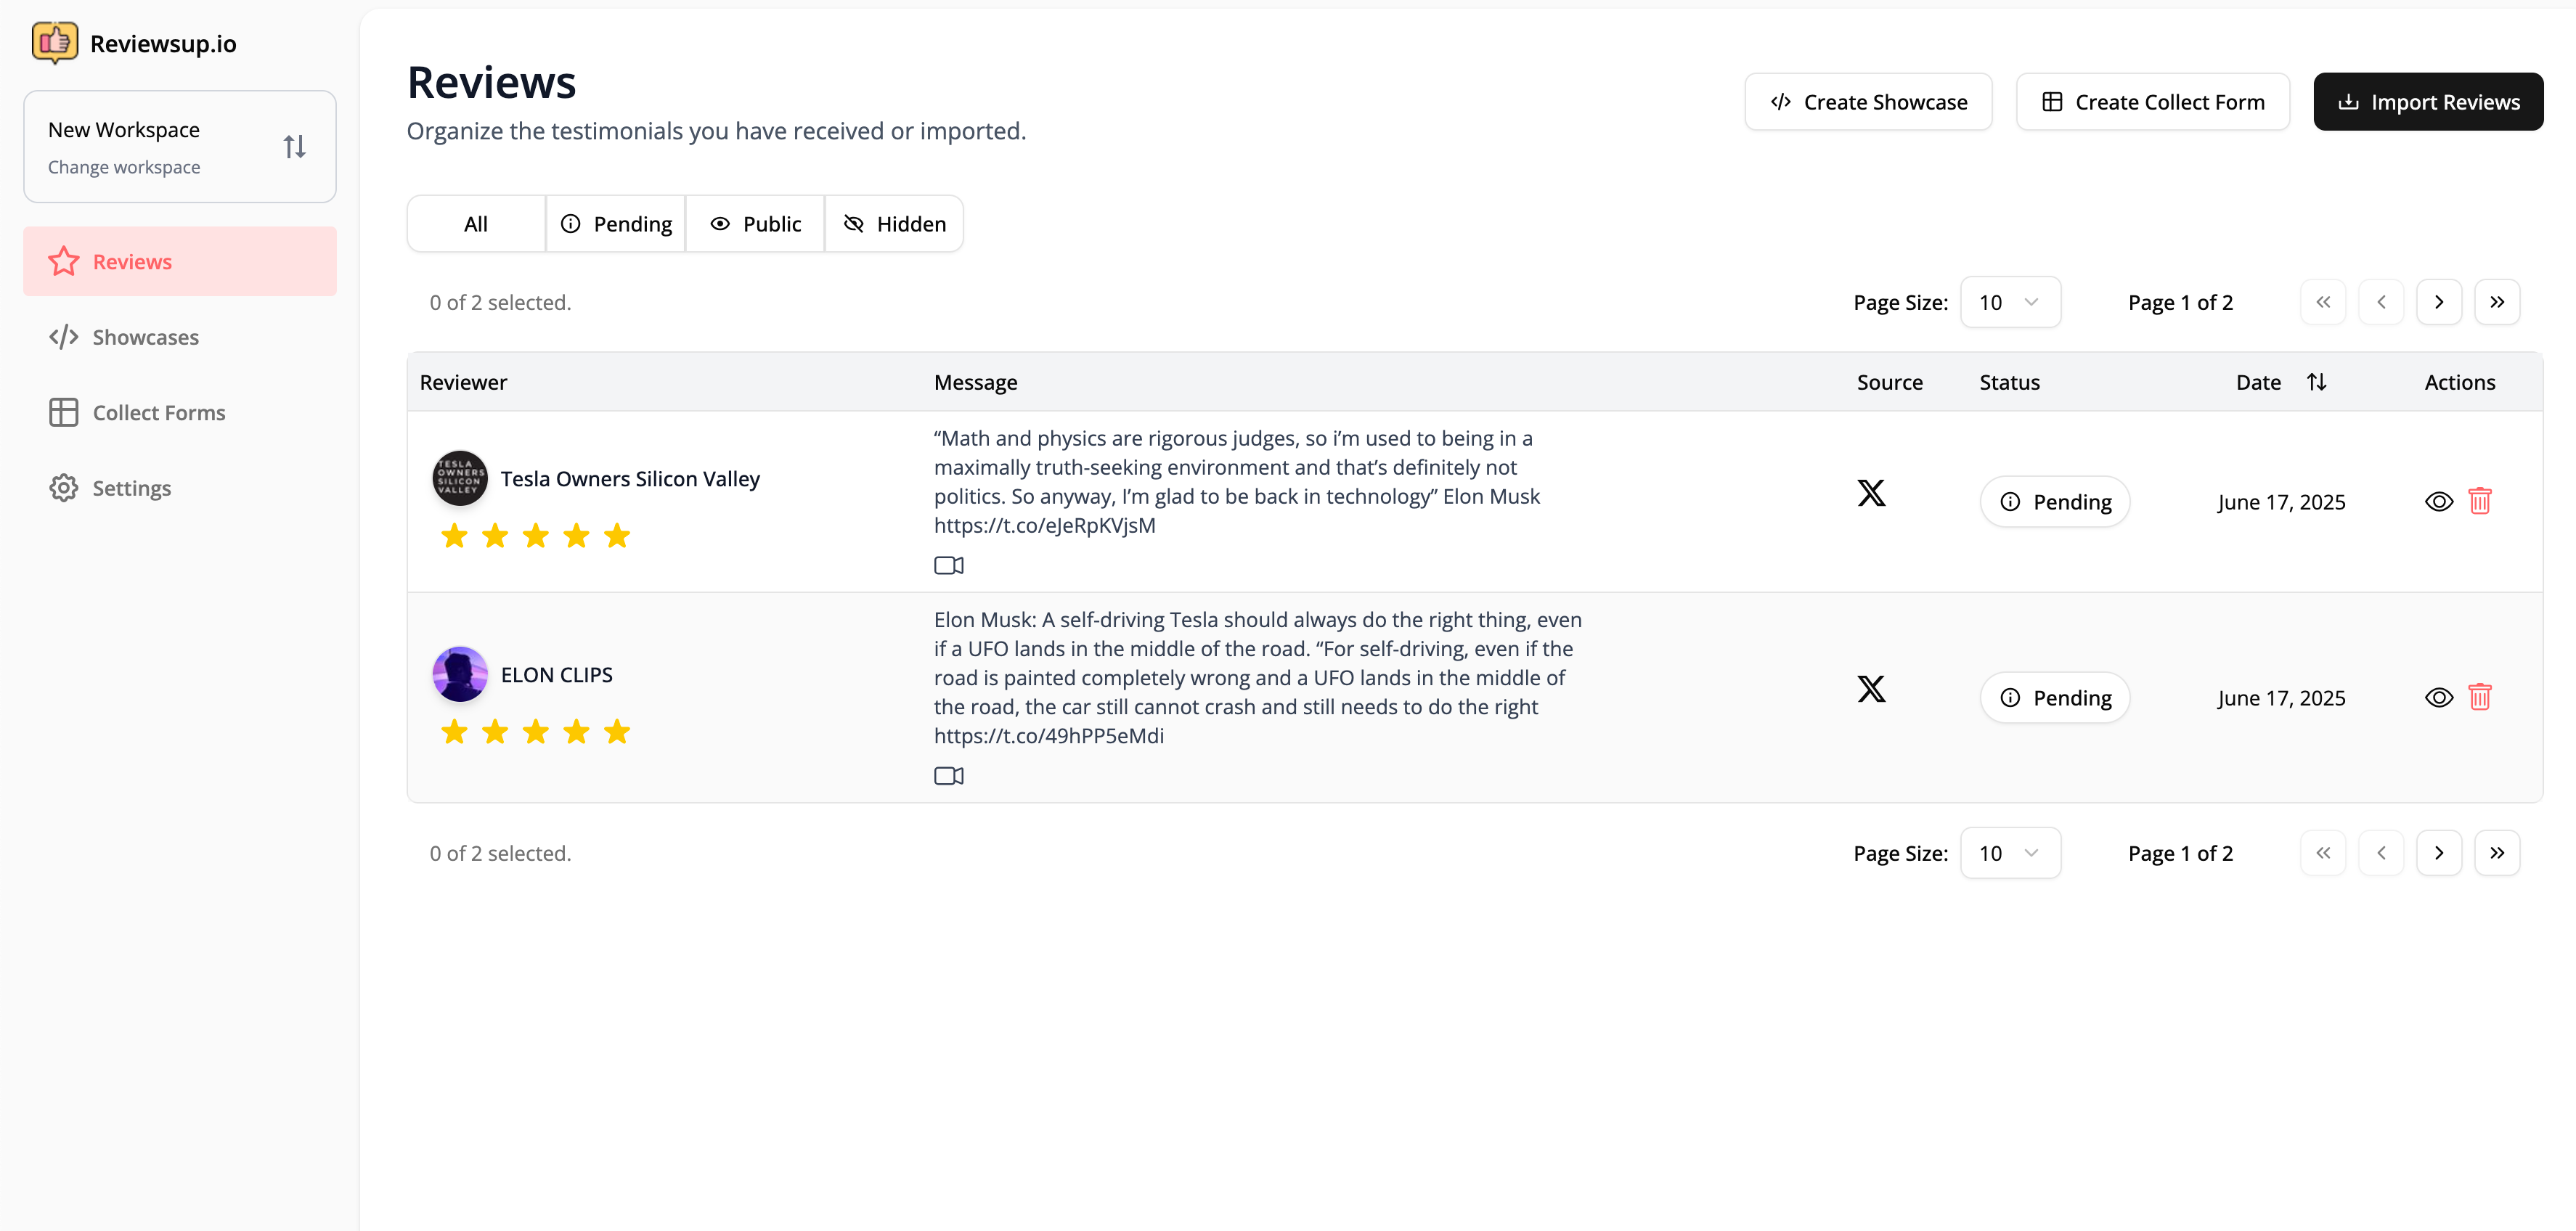 Reviewsup.io
New Workspace
Change workspace
Reviews
Showcases
Collect Forms
Settings
Reviews
Organize the testimonials you have received or imported.
Create Showcase
Create Collect Form
Import Reviews
All
Pending
Public
Hidden
0 of 2 selected.
Page Size: 10
Page 1 of 2
Reviewer Message Source Status Date Actions
TESLA
OWNERS
SILICON
VALLEY
Tesla Owners Silicon Valley
“Math and physics are rigorous judges, so i’m used to being in a
maximally truth-seeking environment and that’s definitely not
politics. So anyway, I’m glad to be back in technology” Elon Musk
https://t.co/eJeRpKVjsM
Pending
June 17, 2025
ELON CLIPS
Elon Musk: A self-driving Tesla should always do the right thing, even
if a UFO lands in the middle of the road. “For self-driving, even if the
road is painted completely wrong and a UFO lands in the middle of
the road, the car still cannot crash and still needs to do the right
https://t.co/49hPP5eMdi
Pending
June 17, 2025
0 of 2 selected.
Page Size: 10
Page 1 of 2